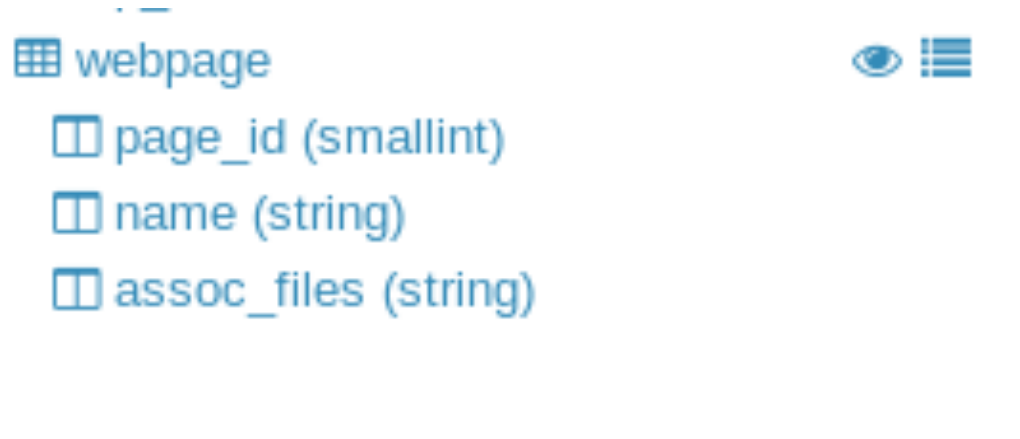 webpage
page_id (smallint)
name (string)
assoc_files (string)